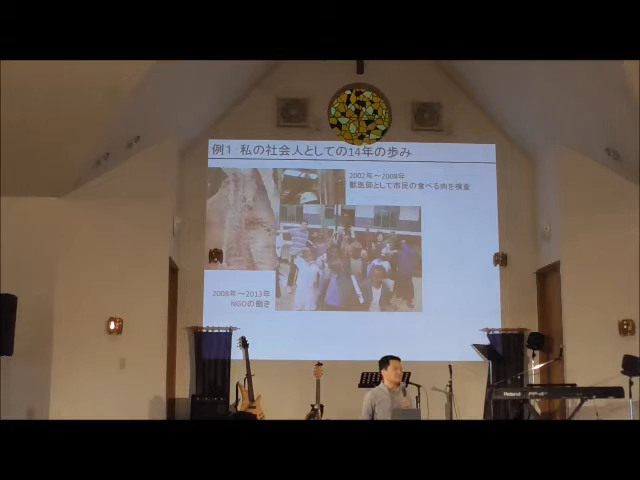 例1 私の社会人としての14年の歩み
2002年～2008年
獣医師として市民の食べる肉を検査
2008年～2013年
NGOの働き
Roland